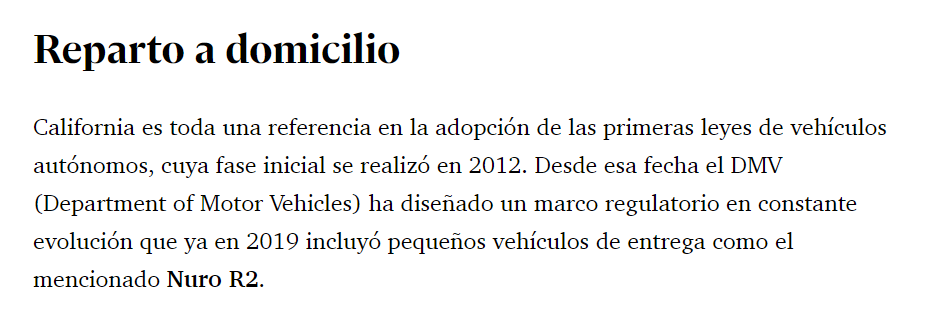 Reparto a domicilio
California es toda una referencia en la adopción de las primeras leyes de vehículos
autónomos, cuya fase inicial se realizó en 2012. Desde esa fecha el DMV
(Department of Motor Vehicles) ha diseñado un marco regulatorio en constante
evolución que ya en 2019 incluyó pequeños vehículos de entrega como el
mencionado Nuro R2.